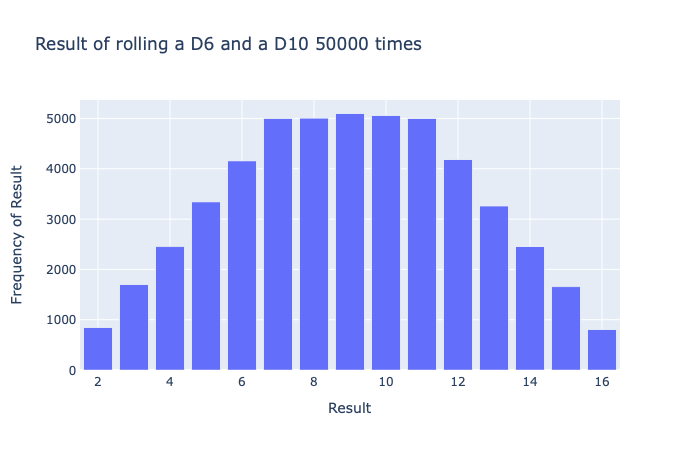 Result of rolling a D6 and a D10 50000 times
Frequency of Result
5000
4000
3000
2000
1000
0
2 4 6 8 10 12 14 16
Result